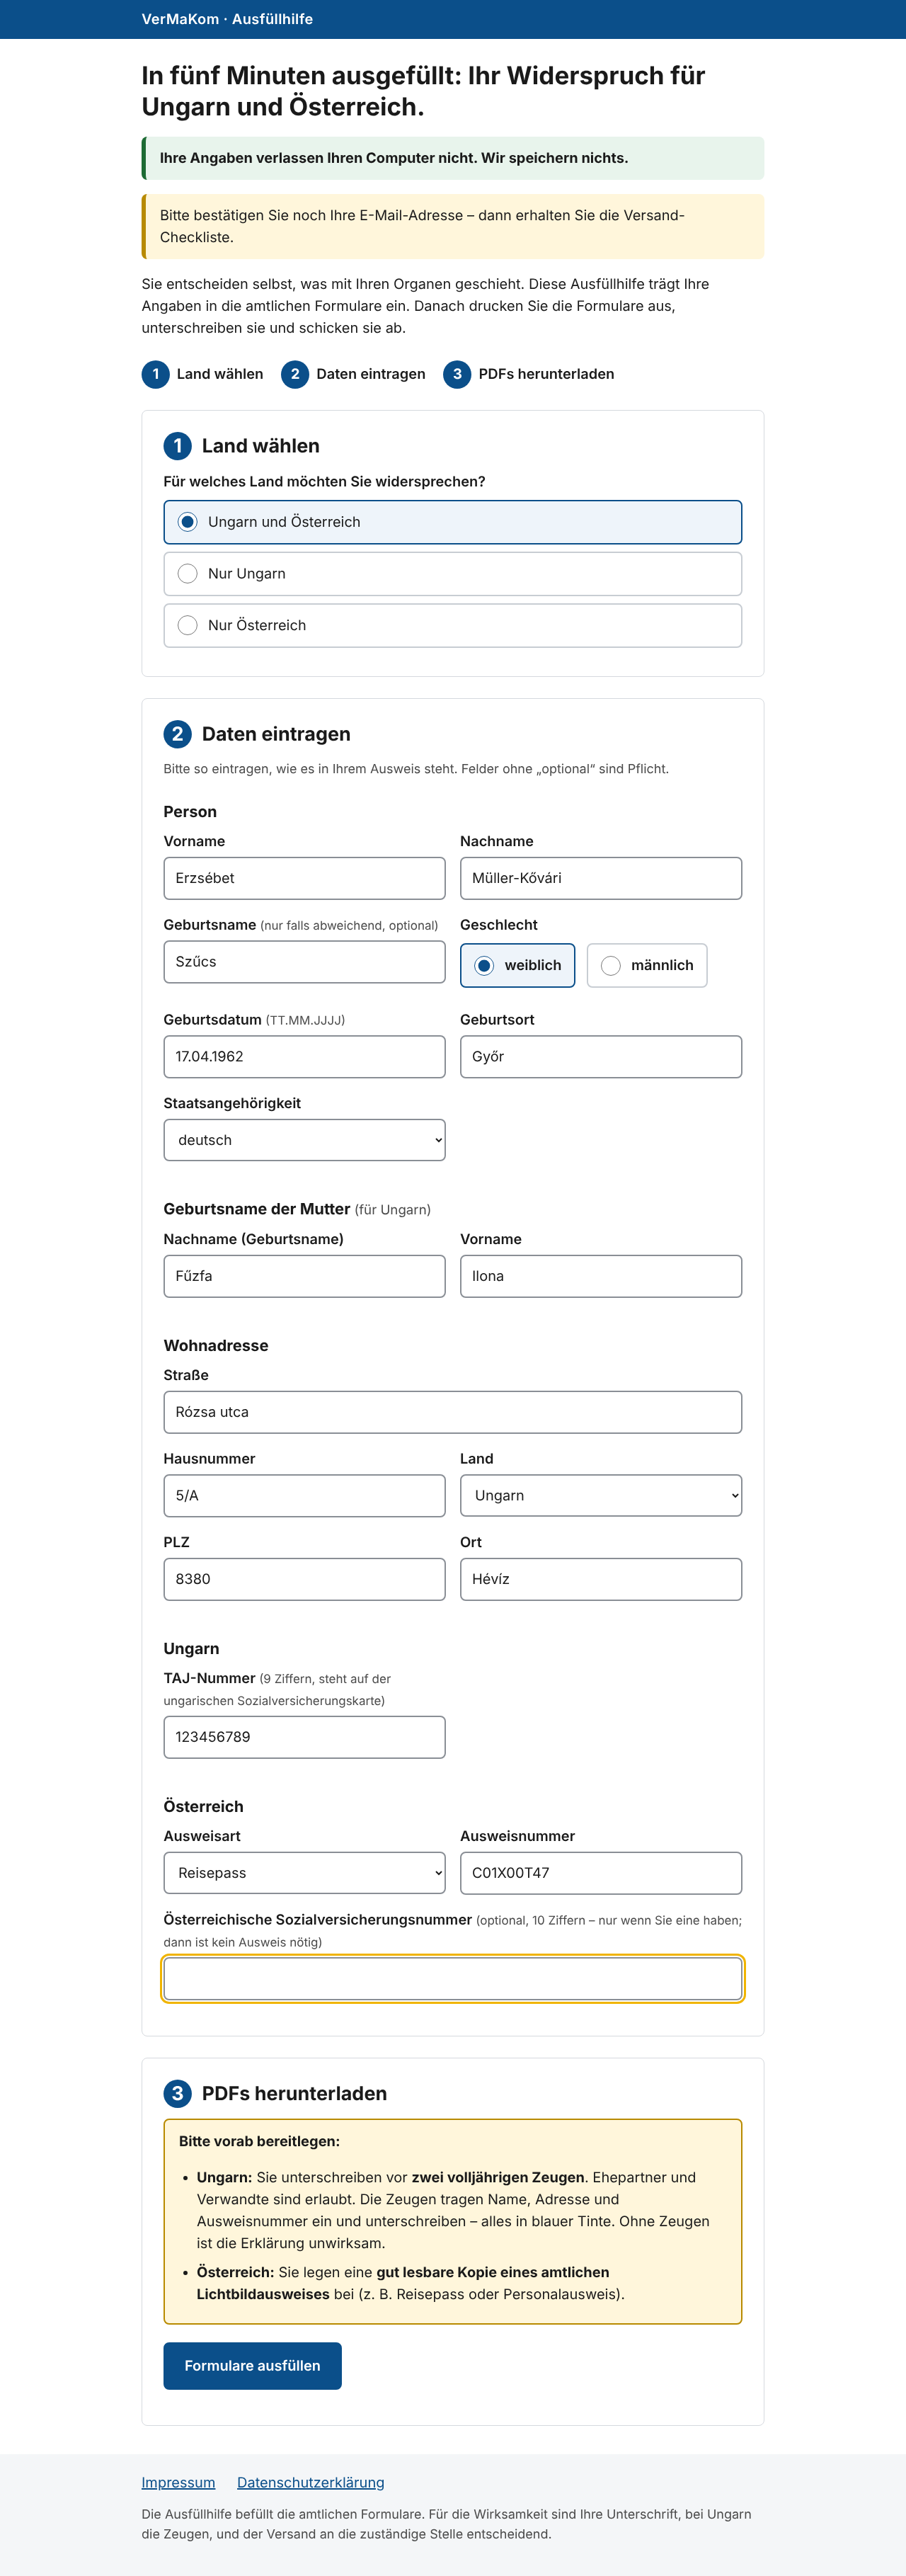 VerMaKom · Ausfüllhilfe
In fünf Minuten ausgefüllt: Ihr Widerspruch für
Ungarn und Österreich.
Ihre Angaben verlassen Ihren Computer nicht. Wir speichern nichts.
Bitte bestätigen Sie noch Ihre E-Mail-Adresse – dann erhalten Sie die Versand-
Checkliste.
Sie entscheiden selbst, was mit Ihren Organen geschieht. Diese Ausfüllhilfe trägt Ihre
Angaben in die amtlichen Formulare ein. Danach drucken Sie die Formulare aus,
unterschreiben sie und schicken sie ab.
1 Land wählen 2 Daten eintragen 3 PDFs herunterladen
1 Land wählen
Für welches Land möchten Sie widersprechen?
Ungarn und Österreich
Nur Ungarn
Nur Österreich
2 Daten eintragen
Bitte so eintragen, wie es in Ihrem Ausweis steht. Felder ohne „optional“ sind Pflicht.
Person
Vorname Nachname
Erzsébet Müller-Kővári
Geburtsname (nur falls abweichend, optional) Geschlecht
Szűcs weiblich männlich
Geburtsdatum (TT.MM.JJJJ) Geburtsort
17.04.1962 Győr
Staatsangehörigkeit
deutsch
Geburtsname der Mutter (für Ungarn)
Nachname (Geburtsname) Vorname
Fűzfa Ilona
Wohnadresse
Straße
Rózsa utca
Hausnummer Land
5/A Ungarn
PLZ Ort
8380 Hévíz
Ungarn
TAJ-Nummer (9 Ziffern, steht auf der
ungarischen Sozialversicherungskarte)
123456789
Österreich
Ausweisart Ausweisnummer
Reisepass C01X00T47
Österreichische Sozialversicherungsnummer (optional, 10 Ziffern – nur wenn Sie eine haben;
dann ist kein Ausweis nötig)
3 PDFs herunterladen
Bitte vorab bereitlegen:
• Ungarn: Sie unterschreiben vor zwei volljährigen Zeugen. Ehepartner und
Verwandte sind erlaubt. Die Zeugen tragen Name, Adresse und
Ausweisnummer ein und unterschreiben – alles in blauer Tinte. Ohne Zeugen
ist die Erklärung unwirksam.
• Österreich: Sie legen eine gut lesbare Kopie eines amtlichen
Lichtbildausweises bei (z. B. Reisepass oder Personalausweis).
Formulare ausfüllen
Impressum Datenschutzerklärung
Die Ausfüllhilfe befüllt die amtlichen Formulare. Für die Wirksamkeit sind Ihre Unterschrift, bei Ungarn
die Zeugen, und der Versand an die zuständige Stelle entscheidend.